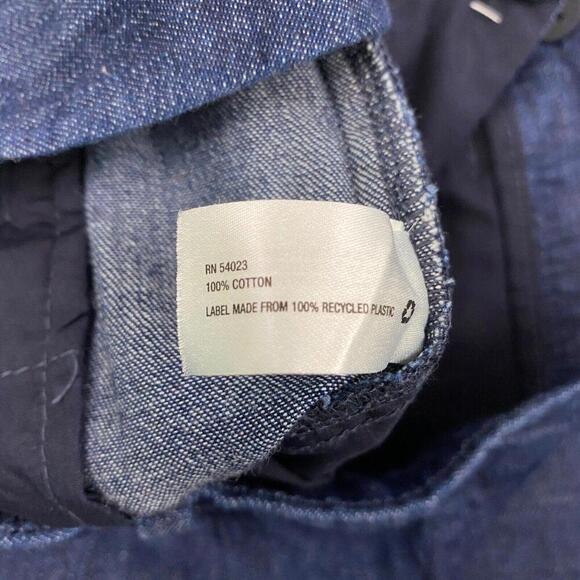 RN 54023
100% COTTON
LABEL MADE FROM 100% RECYCLED PLASTIC